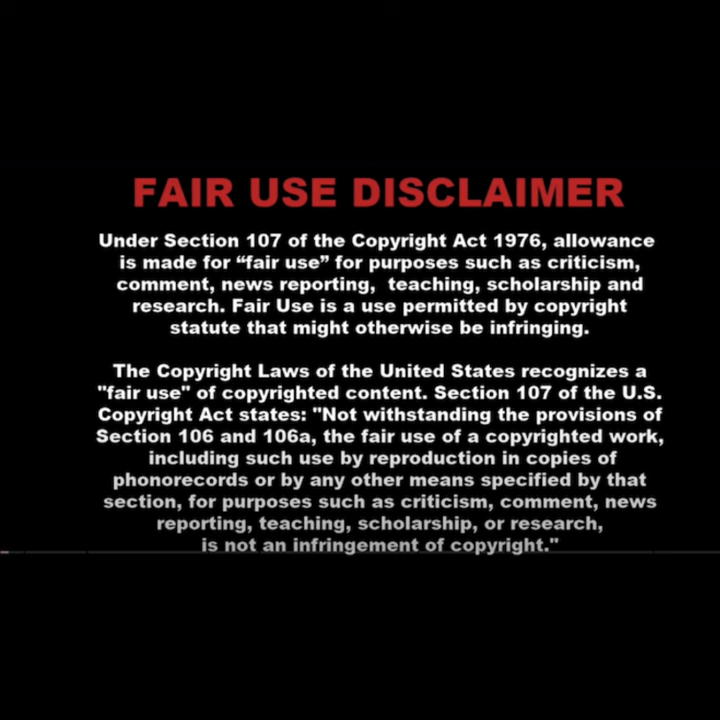 FAIR USE DISCLAIMER
Under Section 107 of the Copyright Act 1976, allowance
is made for “fair use” for purposes such as criticism,
comment, news reporting,  teaching, scholarship and
research. Fair Use is a use permitted by copyright
statute that might otherwise be infringing.
The Copyright Laws of the United States recognizes a
"fair use" of copyrighted content. Section 107 of the U.S.
Copyright Act states: "Not withstanding the provisions of
Section 106 and 106a, the fair use of a copyrighted work,
including such use by reproduction in copies of
phonorecords or by any other means specified by that
section, for purposes such as criticism, comment, news
reporting, teaching, scholarship, or research,
is not an infringement of copyright."